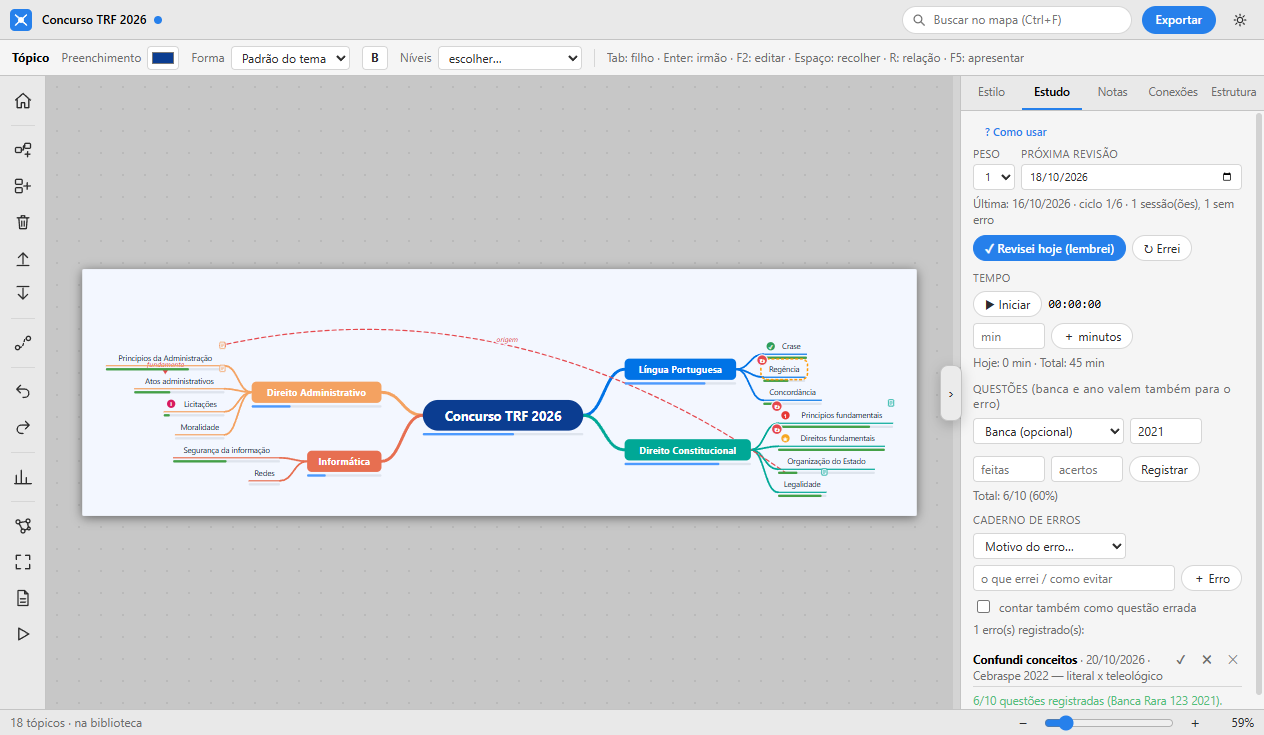 Concurso TRF 2026
Buscar no mapa (Ctrl+F)
Exportar
Tópico
Preenchimento
Forma
Padrão do tema
B
Níveis
escolher...
Tab: filho · Enter: irmão · F2: editar · Espaço: recolher · R: relação · F5: apresentar
Estilo
Estudo
Notas
Conexões
Estrutura
? Como usar
PESO
PRÓXIMA REVISÃO
1
18/10/2026
Última: 16/10/2026 · ciclo 1/6 · 1 sessão(ões), 1 sem
erro
✓ Revisei hoje (lembrei)
↻ Errei
TEMPO
▶ Iniciar
00:00:00
min
+ minutos
Hoje: 0 min · Total: 45 min
QUESTÕES (banca e ano valem também para o
erro)
Banca (opcional)
2021
feitas
acertos
Registrar
Total: 6/10 (60%)
CADERNO DE ERROS
Motivo do erro...
o que errei / como evitar
+ Erro
contar também como questão errada
1 erro(s) registrado(s):
Confundi conceitos · 20/10/2026 ·
Cebraspe 2022 — literal x teleológico
6/10 questões registradas (Banca Rara 123 2021).
origem
Princípios da Administração
fundamento
Atos administrativos
Licitações
Moralidade
Direito Administrativo
Segurança da informação
Redes
Informática
Concurso TRF 2026
Língua Portuguesa
Crase
Regência
Concordância
Direito Constitucional
Princípios fundamentais
Direitos fundamentais
Organização do Estado
Legalidade
18 tópicos · na biblioteca
59%